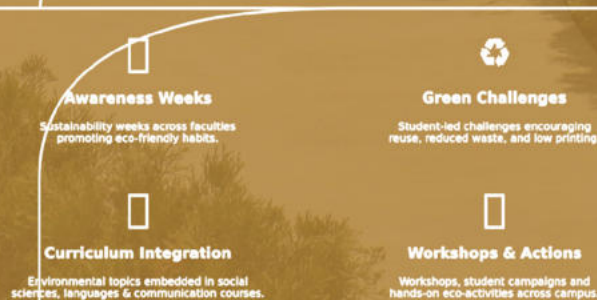 Awareness Weeks
Sustainability weeks across faculties
promoting eco-friendly habits.
Green Challenges
Student-led challenges encouraging
reuse, reduced waste, and low printing
Curriculum Integration
Environmental topics embedded in social
sciences, languages & communication courses.
Workshops & Actions
Workshops, student campaigns and
hands-on eco-activities across campus